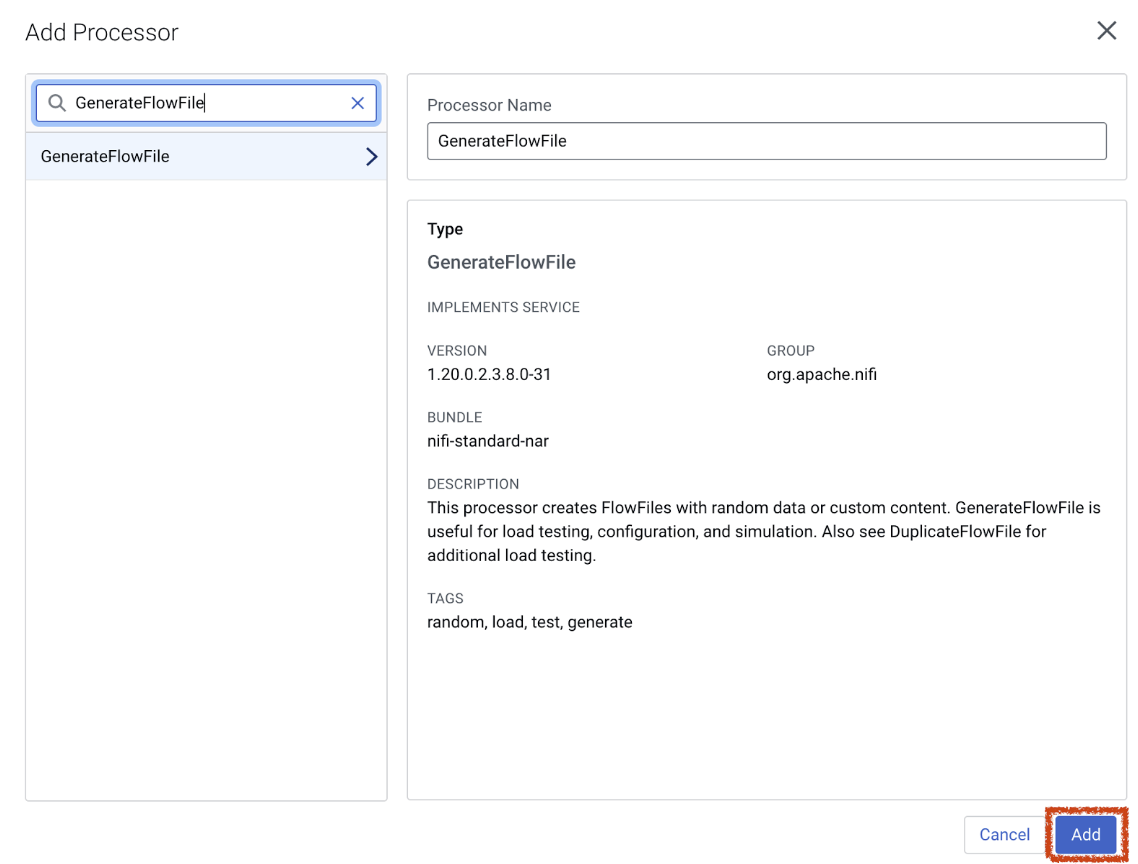 Add Processor
GenerateFlowFile
GenerateFlowFile
Processor Name
GenerateFlowFile
Type
GenerateFlowFile
IMPLEMENTS SERVICE
VERSION
GROUP
1.20.0.2.3.8.0-31
org.apache.nifi
BUNDLE
nifi-standard-nar
DESCRIPTION
This processor creates FlowFiles with random data or custom content. GenerateFlowFile is
useful for load testing, configuration, and simulation. Also see DuplicateFlowFile for
additional load testing.
TAGS
random, load, test, generate
Cancel
Add